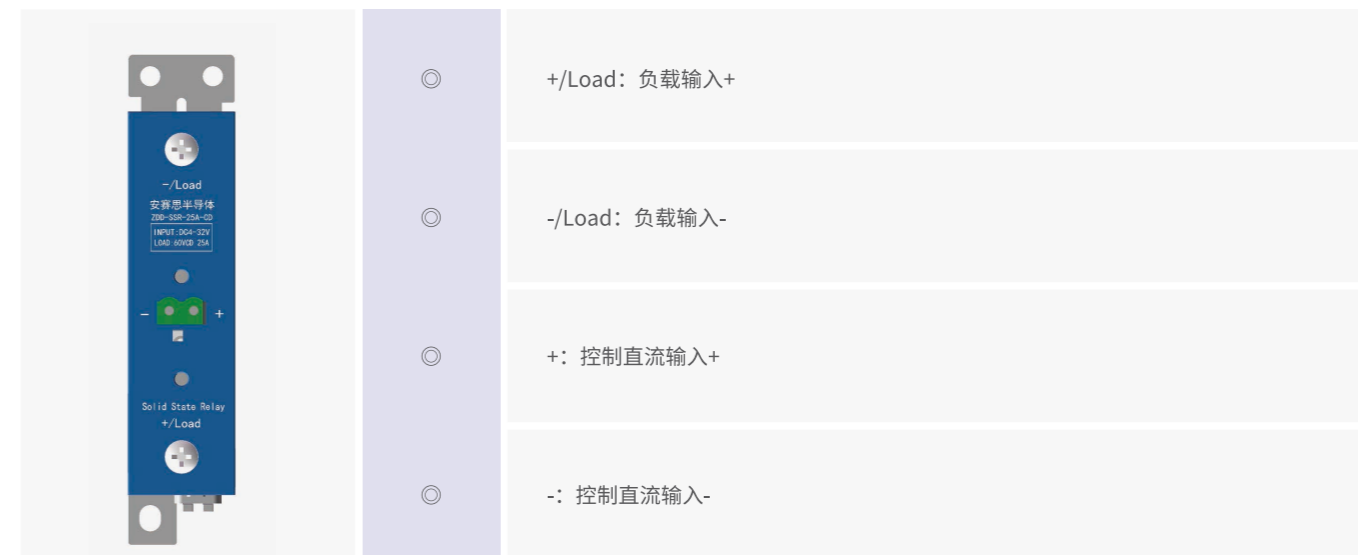 -/Load
安赛思半导体
ZDD-SSR-25A-CD
INPUT:DC4-32V
LOAD 60VCD 25A
- +
Solid State Relay
+/Load
◎ +/Load：负载输入+
◎ -/Load：负载输入-
◎ +：控制直流输入+
◎ -：控制直流输入-